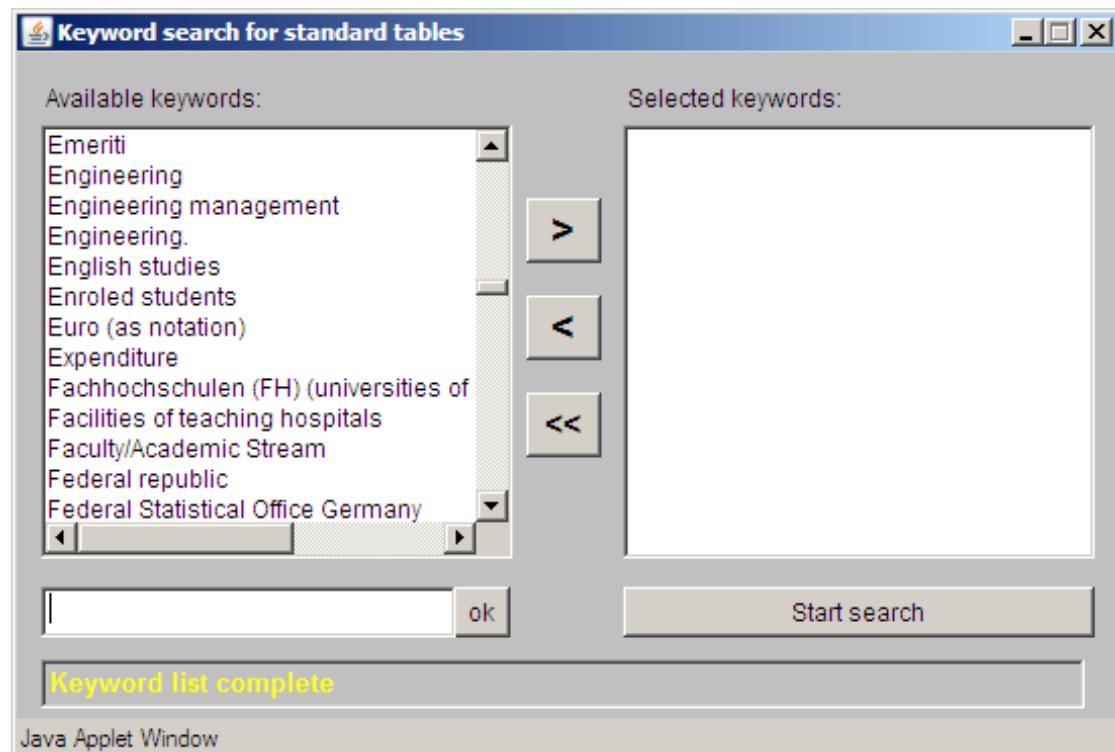 Keyword search for standard tables
Available keywords:
Selected keywords:
Emeriti
Engineering
Engineering management
Engineering.
English studies
Enroled students
Euro (as notation)
Expenditure
Fachhochschulen (FH) (universities of
Facilities of teaching hospitals
Faculty/Academic Stream
Federal republic
Federal Statistical Office Germany
>
<
<<
ok
Start search
Keyword list complete
Java Applet Window